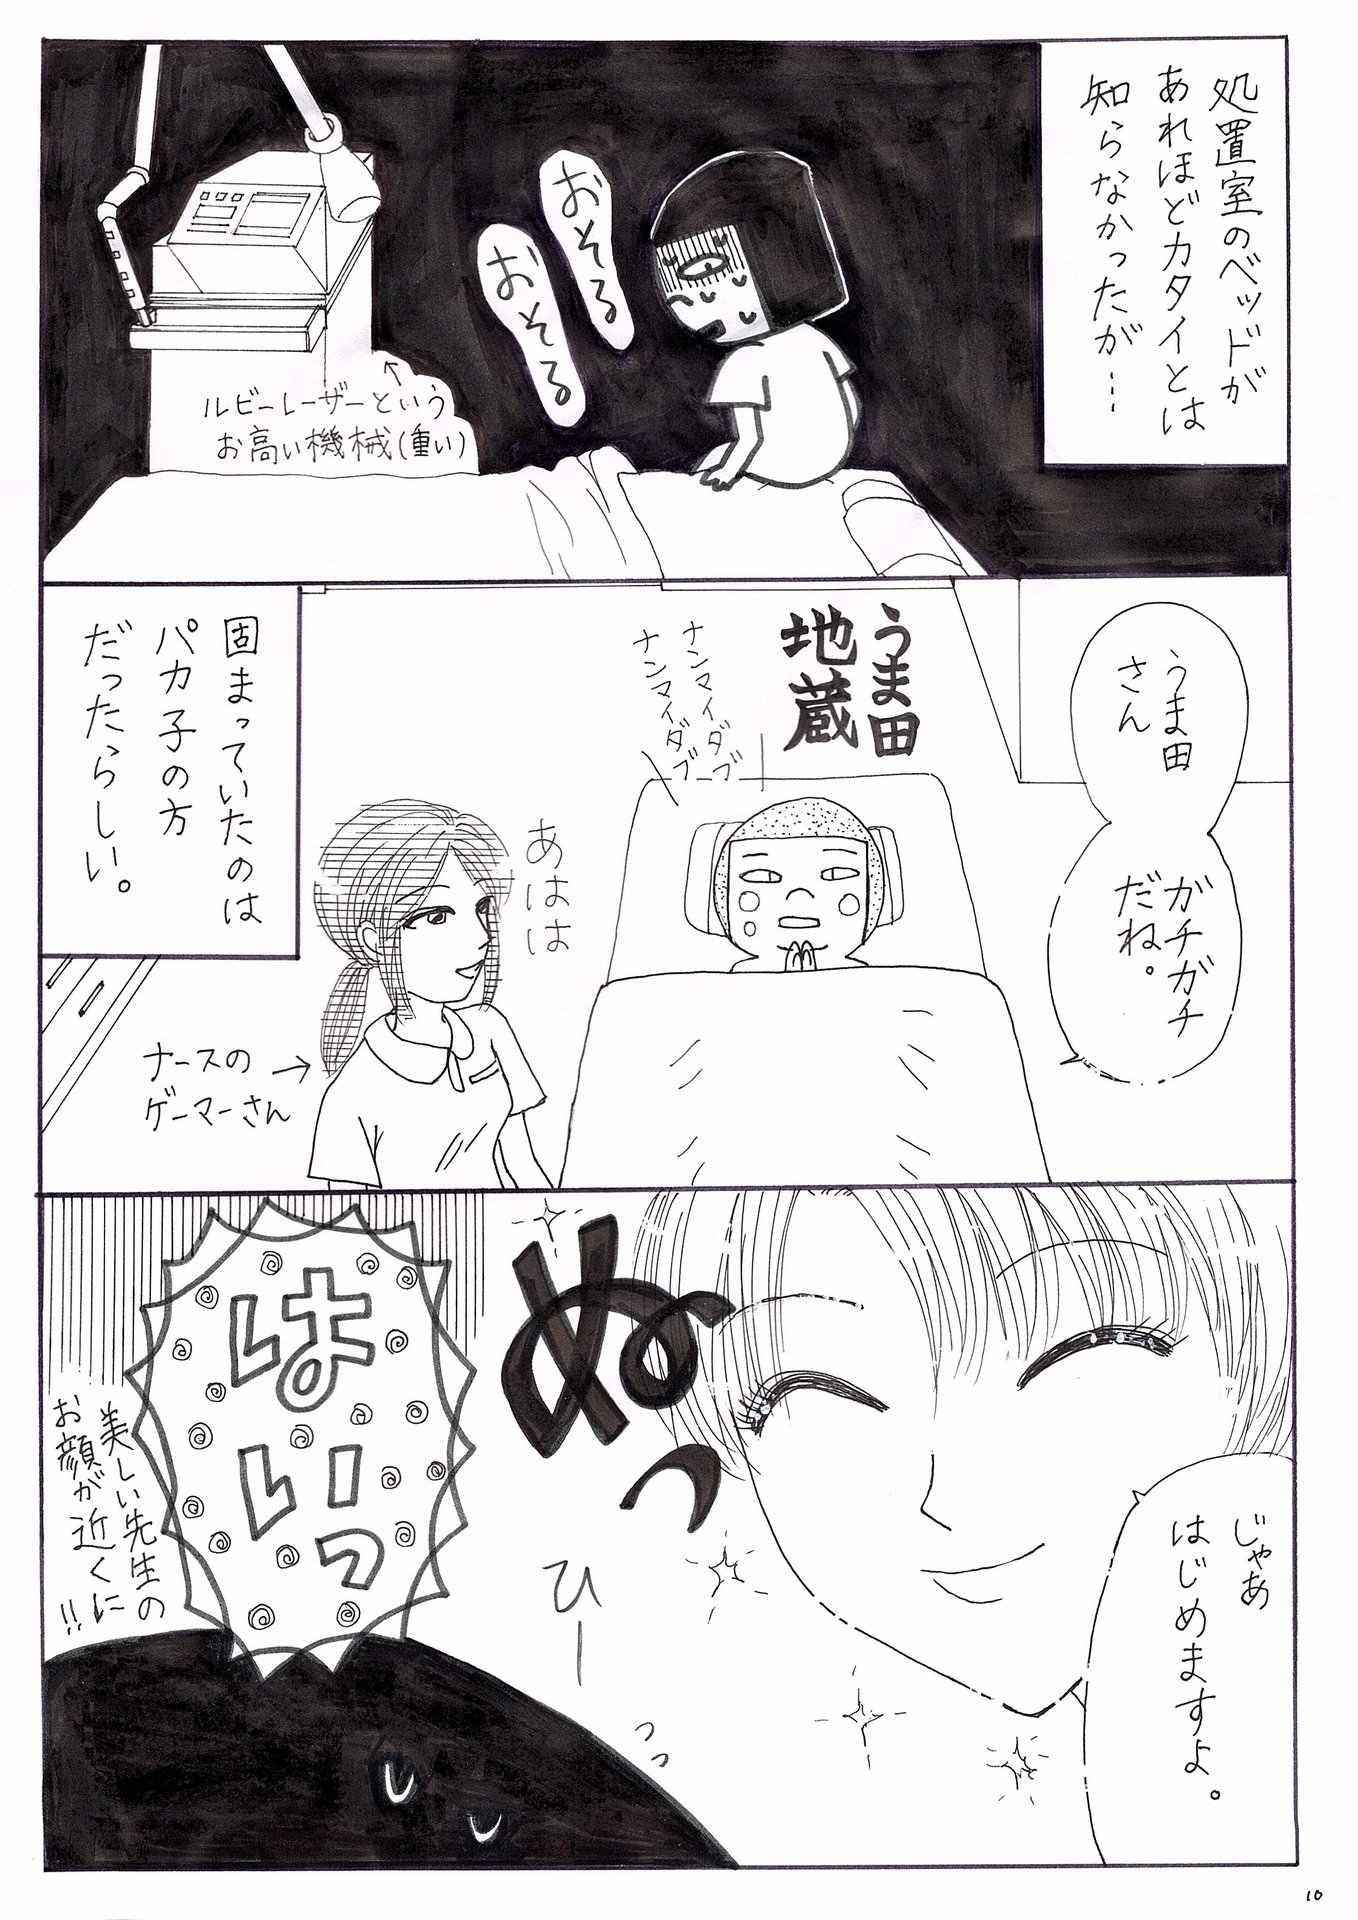 処置室のベッドが
あれほどカタイとは
知らなかったが…
おそる
おそる
ルビーレーザーという
お高い機械(重い)
うま田
さん
ガチガチ
だね。
うま田
地蔵
ナンマイダブ
ナンマイダブ
あはは
ナースの
ゲーマーさん
固まっていたのは
パカ子の方
だったらしい。
じゃあ
はじめますよ。
ぬっ
ひー
っっ
はいっ
美しい先生の
お顔が近くに!!
10